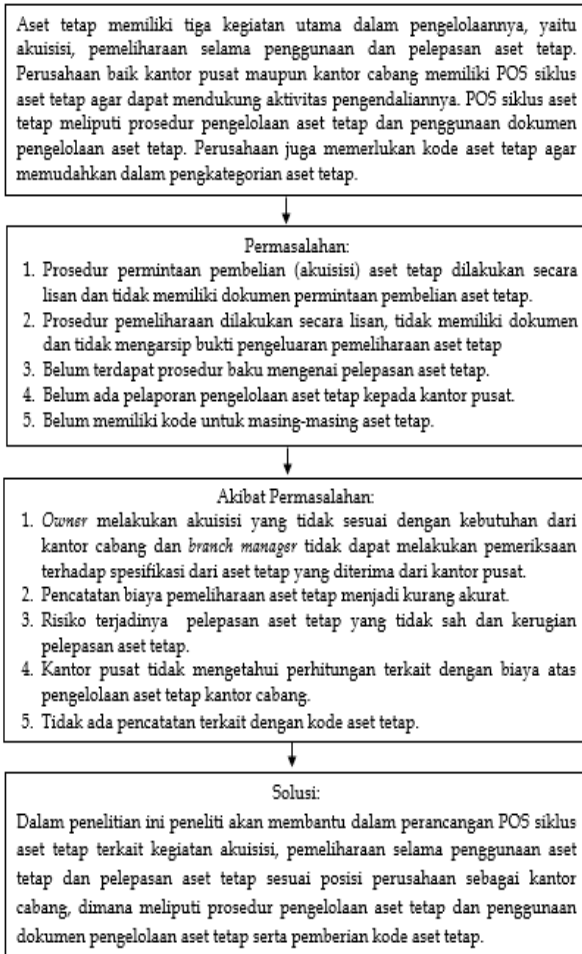 Aset tetap memiliki tiga kegiatan utama dalam pengelolaannya, yaitu
akuisisi, pemeliharaan selama penggunaan dan pelepasan aset tetap.
Perusahaan baik kantor pusat maupun kantor cabang memiliki POS siklus
aset tetap agar dapat mendukung aktivitas pengendaliannya. POS siklus aset
tetap meliputi prosedur pengelolaan aset tetap dan penggunaan dokumen
pengelolaan aset tetap. Perusahaan juga memerlukan kode aset tetap agar
memudahkan dalam pengkategorian aset tetap.
Permasalahan:
1. Prosedur permintaan pembelian (akuisisi) aset tetap dilakukan secara
lisan dan tidak memiliki dokumen permintaan pembelian aset tetap.
2. Prosedur pemeliharaan dilakukan secara lisan, tidak memiliki dokumen
dan tidak mengarsip bukti pengeluaran pemeliharaan aset tetap
3. Belum terdapat prosedur baku mengenai pelepasan aset tetap.
4. Belum ada pelaporan pengelolaan aset tetap kepada kantor pusat.
5. Belum memiliki kode untuk masing-masing aset tetap.
Akibat Permasalahan:
1. Owner melakukan akuisisi yang tidak sesuai dengan kebutuhan dari
kantor cabang dan branch manager tidak dapat melakukan pemeriksaan
terhadap spesifikasi dari aset tetap yang diterima dari kantor pusat.
2. Pencatatan biaya pemeliharaan aset tetap menjadi kurang akurat.
3. Risiko terjadinya pelepasan aset tetap yang tidak sah dan kerugian
pelepasan aset tetap.
4. Kantor pusat tidak mengetahui perhitungan terkait dengan biaya atas
pengelolaan aset tetap kantor cabang.
5. Tidak ada pencatatan terkait dengan kode aset tetap.
Solusi:
Dalam penelitian ini peneliti akan membantu dalam perancangan POS siklus
aset tetap terkait kegiatan akuisisi, pemeliharaan selama penggunaan aset
tetap dan pelepasan aset tetap sesuai posisi perusahaan sebagai kantor
cabang, dimana meliputi prosedur pengelolaan aset tetap dan penggunaan
dokumen pengelolaan aset tetap serta pemberian kode aset tetap.